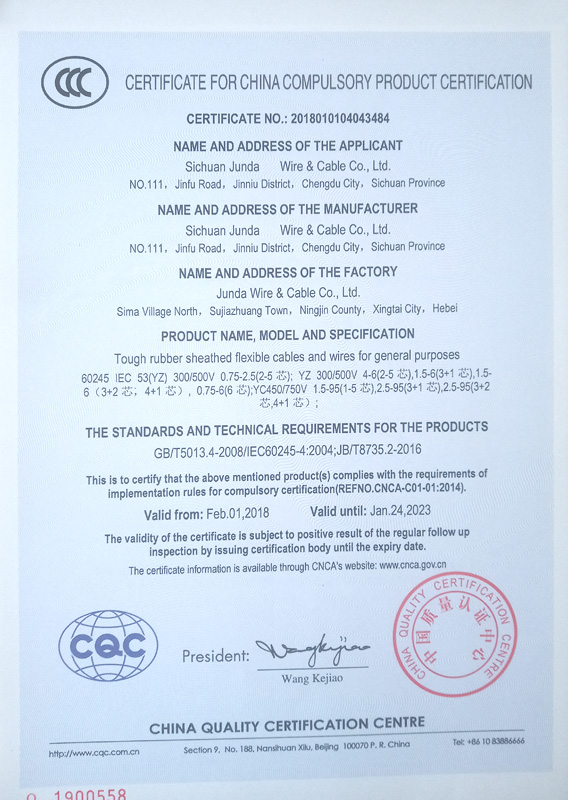 CCC
CERTIFICATE FOR CHINA COMPULSORY PRODUCT CERTIFICATION
CERTIFICATE NO.: 2018010104043484
NAME AND ADDRESS OF THE APPLICANT
Sichuan Junda Wire & Cable Co., Ltd.
NO.111, Jinfu Road, Jinniu District, Chengdu City, Sichuan Province
NAME AND ADDRESS OF THE MANUFACTURER
Sichuan Junda Wire & Cable Co., Ltd.
NO.111, Jinfu Road, Jinniu District, Chengdu City, Sichuan Province
NAME AND ADDRESS OF THE FACTORY
Junda Wire & Cable Co., Ltd.
Sima Village North, Sujiazhuang Town, Ningjin County, Xingtai City, Hebei
PRODUCT NAME, MODEL AND SPECIFICATION
Tough rubber sheathed flexible cables and wires for general purposes
60245 IEC 53(YZ) 300/500V 0.75-2.5(2-5 芯); YZ 300/500V 4-6(2-5 芯),1.5-6(3+1 芯),1.5-
6（3+2 芯；4+1 芯）, 0.75-6(6 芯);YC450/750V 1.5-95(1-5 芯),2.5-95(3+1 芯),2.5-95(3+2
芯,4+1 芯）;
THE STANDARDS AND TECHNICAL REQUIREMENTS FOR THE PRODUCTS
GB/T5013.4-2008/IEC60245-4:2004;JB/T8735.2-2016
This is to certify that the above mentioned product(s) complies with the requirements of
implementation rules for compulsory certification(REFNO.CNCA-C01-01:2014).
Valid from: Feb.01,2018 Valid until: Jan.24,2023
The validity of the certificate is subject to positive result of the regular follow up
inspection by issuing certification body until the expiry date.
The certificate information is available through CNCA's website: www.cnca.gov.cn
CHINA QUALITY CERTIFICATION CENTRE
中国质量认证中心
CQC
President: Wangkejiao
Wang Kejiao
CHINA QUALITY CERTIFICATION CENTRE
http://www.cqc.com.cn
Section 9, No. 188, Nansihuan Xilu, Beijing 100070 P. R. China
Tel: +86 10 83886666
1900558